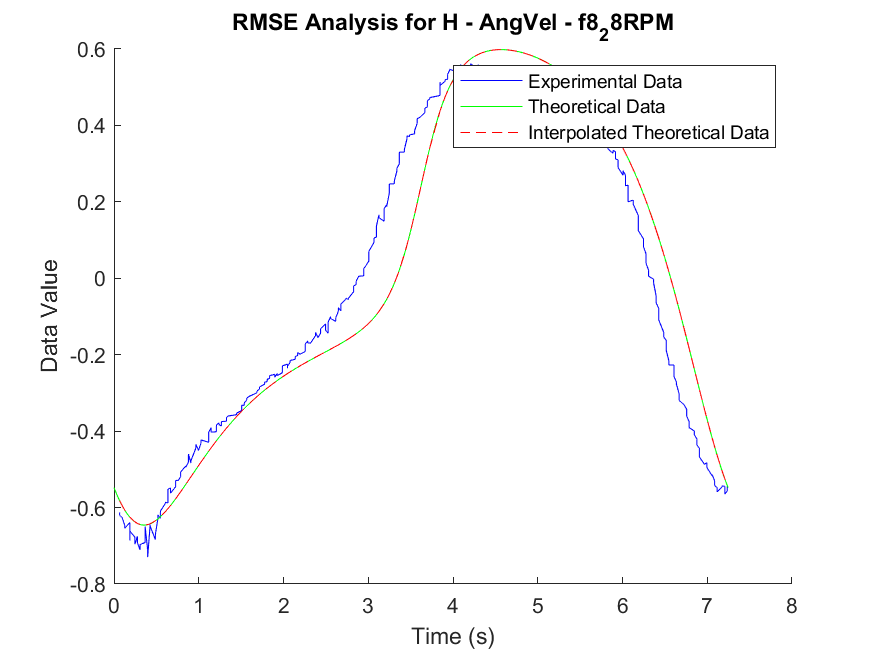 RMSE Analysis for H - AngVel - f8₂8RPM
0.6
0.4
0.2
0
-0.2
-0.4
-0.6
-0.8
Data Value
Experimental Data
Theoretical Data
Interpolated Theoretical Data
0 1 2 3 4 5 6 7 8
Time (s)